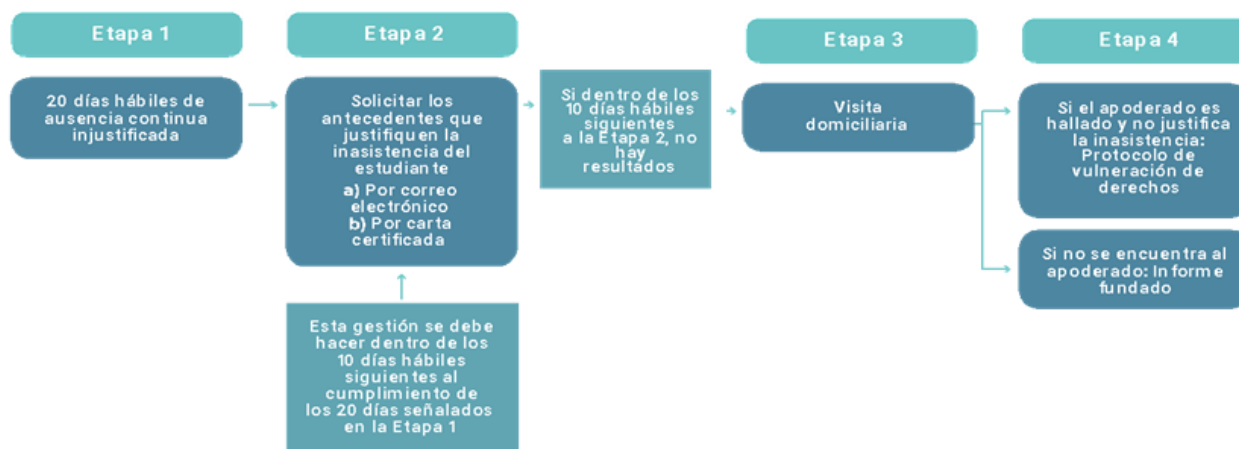 Etapa 1
20 días hábiles de
ausencia continua
injustificada
Etapa 2
Solicitar los
antecedentes que
justifiquen la
inasistencia del
estudiante
a) Por correo
electrónico
b) Por carta
certificada
Esta gestión se debe
hacer dentro de los
10 días hábiles
siguientes al
cumplimiento de
los 20 días señalados
en la Etapa 1
Si dentro de los
10 días hábiles
siguientes
a la Etapa 2, no
hay
resultados
Etapa 3
Visita
domiciliaria
Etapa 4
Si el apoderado es
hallado y no justifica
la inasistencia:
Protocolo de
vulneración de
derechos
Si no se encuentra al
apoderado: Informe
fundado